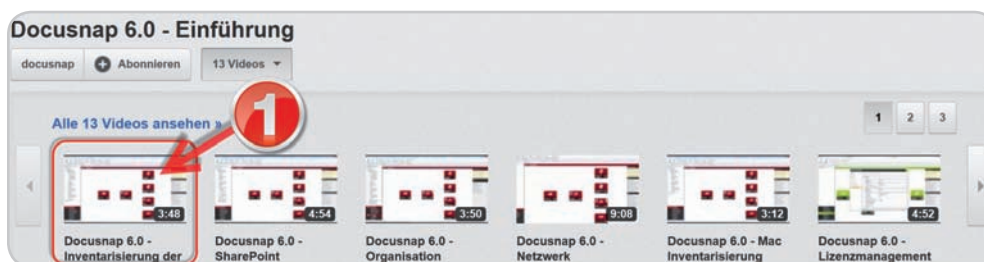 Docusnap 6.0 - Einführung
docusnap
Abonnieren
13 Videos
Alle 13 Videos ansehen »
1
1 2 3
3:48
4:54
3:50
9:08
3:12
4:52
Docusnap 6.0 -
Inventarisierung der
Docusnap 6.0 -
SharePoint
Docusnap 6.0 -
Organisation
Docusnap 6.0 -
Netzwerk
Docusnap 6.0 - Mac
Inventarisierung
Docusnap 6.0 -
Lizenzmanagement